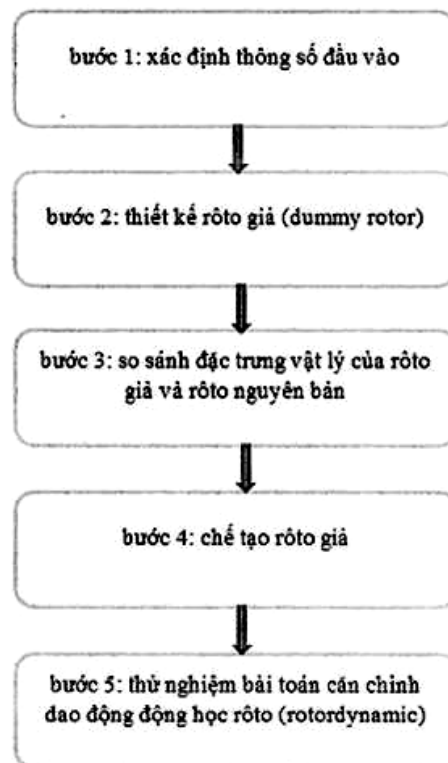 bước 1: xác định thông số đầu vào
bước 2: thiết kế rôto giả (dummy rotor)
bước 3: so sánh đặc trưng vật lý của rôto
giả và rôto nguyên bản
bước 4: chế tạo rôto giả
bước 5: thử nghiệm bài toán căn chỉnh
dao động động học rôto (rotordynamic)